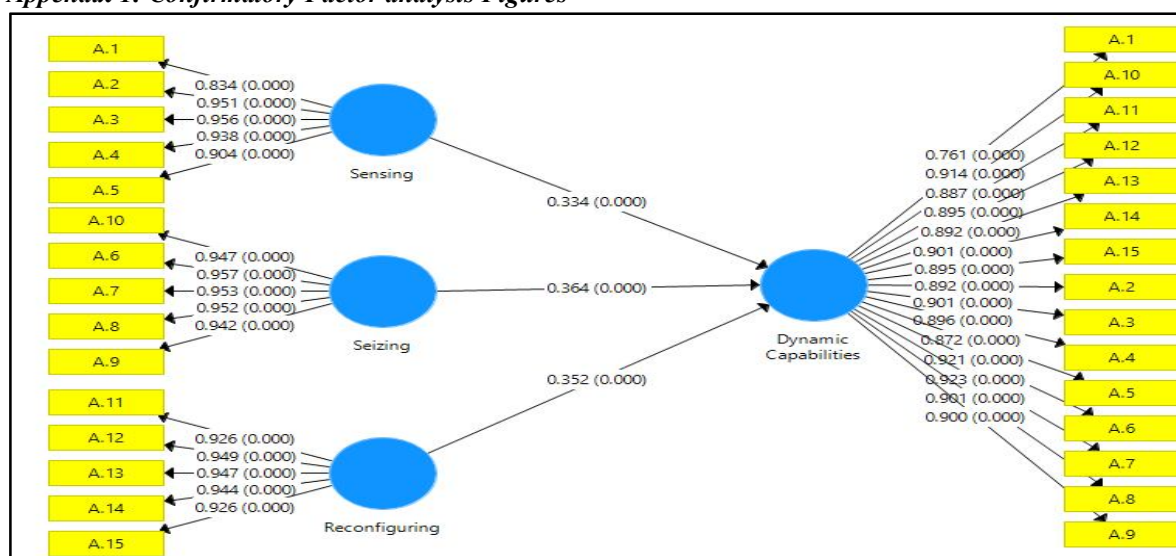 Appendix 1: Confirmatory Factor analysis Figures
A.1
A.2
A.3
A.4
A.5
0.834 (0.000)
0.951 (0.000)
0.956 (0.000)
0.938 (0.000)
0.904 (0.000)
Sensing
A.10
A.6
A.7
A.8
A.9
0.947 (0.000)
0.957 (0.000)
0.953 (0.000)
0.952 (0.000)
0.942 (0.000)
Seizing
A.11
A.12
A.13
A.14
A.15
0.926 (0.000)
0.949 (0.000)
0.947 (0.000)
0.944 (0.000)
0.926 (0.000)
Reconfiguring
0.334 (0.000)
0.364 (0.000)
0.352 (0.000)
Dynamic
Capabilities
0.761 (0.000)
0.914 (0.000)
0.887 (0.000)
0.895 (0.000)
0.892 (0.000)
0.901 (0.000)
0.895 (0.000)
0.892 (0.000)
0.901 (0.000)
0.896 (0.000)
0.872 (0.000)
0.921 (0.000)
0.923 (0.000)
0.901 (0.000)
0.900 (0.000)
A.1
A.10
A.11
A.12
A.13
A.14
A.15
A.2
A.3
A.4
A.5
A.6
A.7
A.8
A.9